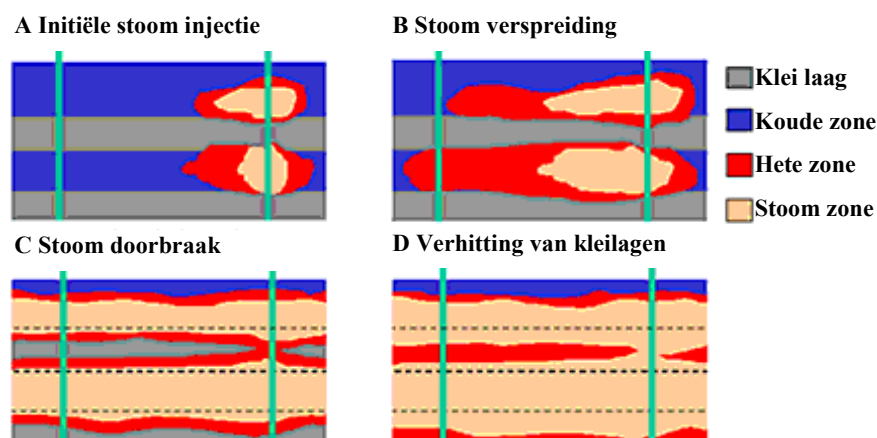 A Initiële stoom injectie
B Stoom verspreiding
Klei laag
Koude zone
Hete zone
Stoom zone
C Stoom doorbraak
D Verhitting van kleilagen